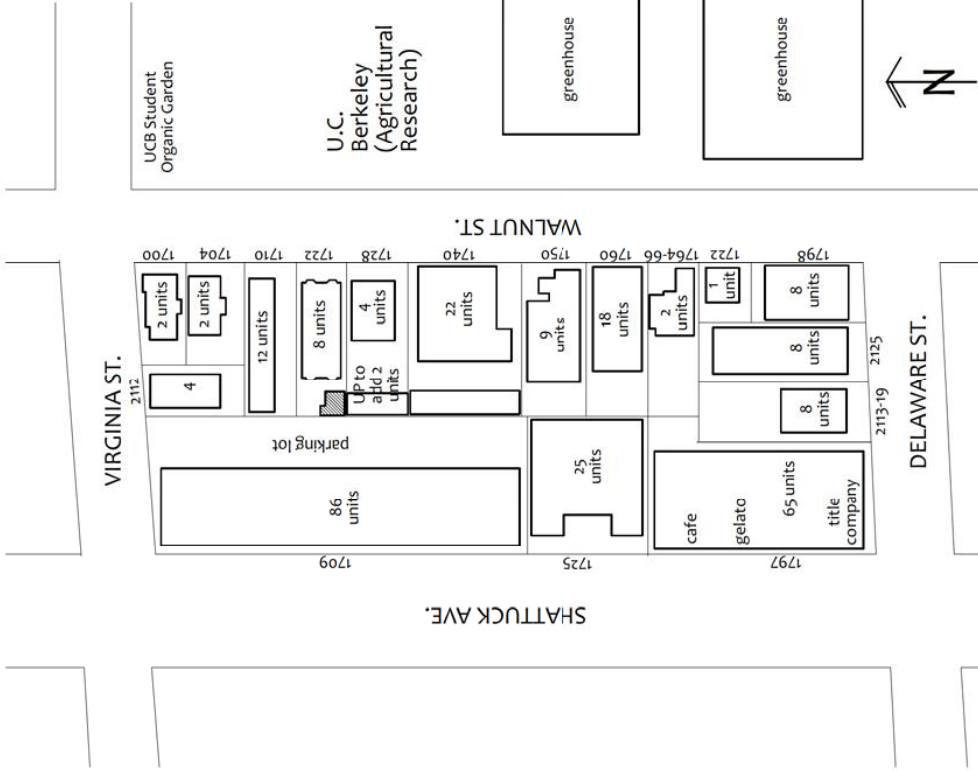 UCB Student
Organic Garden
U.C.
Berkeley
(Agricultural
Research)
greenhouse
greenhouse
N
WALNUT ST.
1700
1704
1710
1722
1728
1740
1750
1760
1764-66
1722
1798
2 units
2 units
12 units
8 units
4
units
22
units
9
units
18
units
2
units
1
unit
8
units
VIRGINIA ST.
2112
4
UP to
add 2
units
8
units
2125
8
units
2113-19
DELAWARE ST.
parking lot
86
units
25
units
cafe
gelato
65 units
title
company
1709
1725
1797
SHATTUCK AVE.